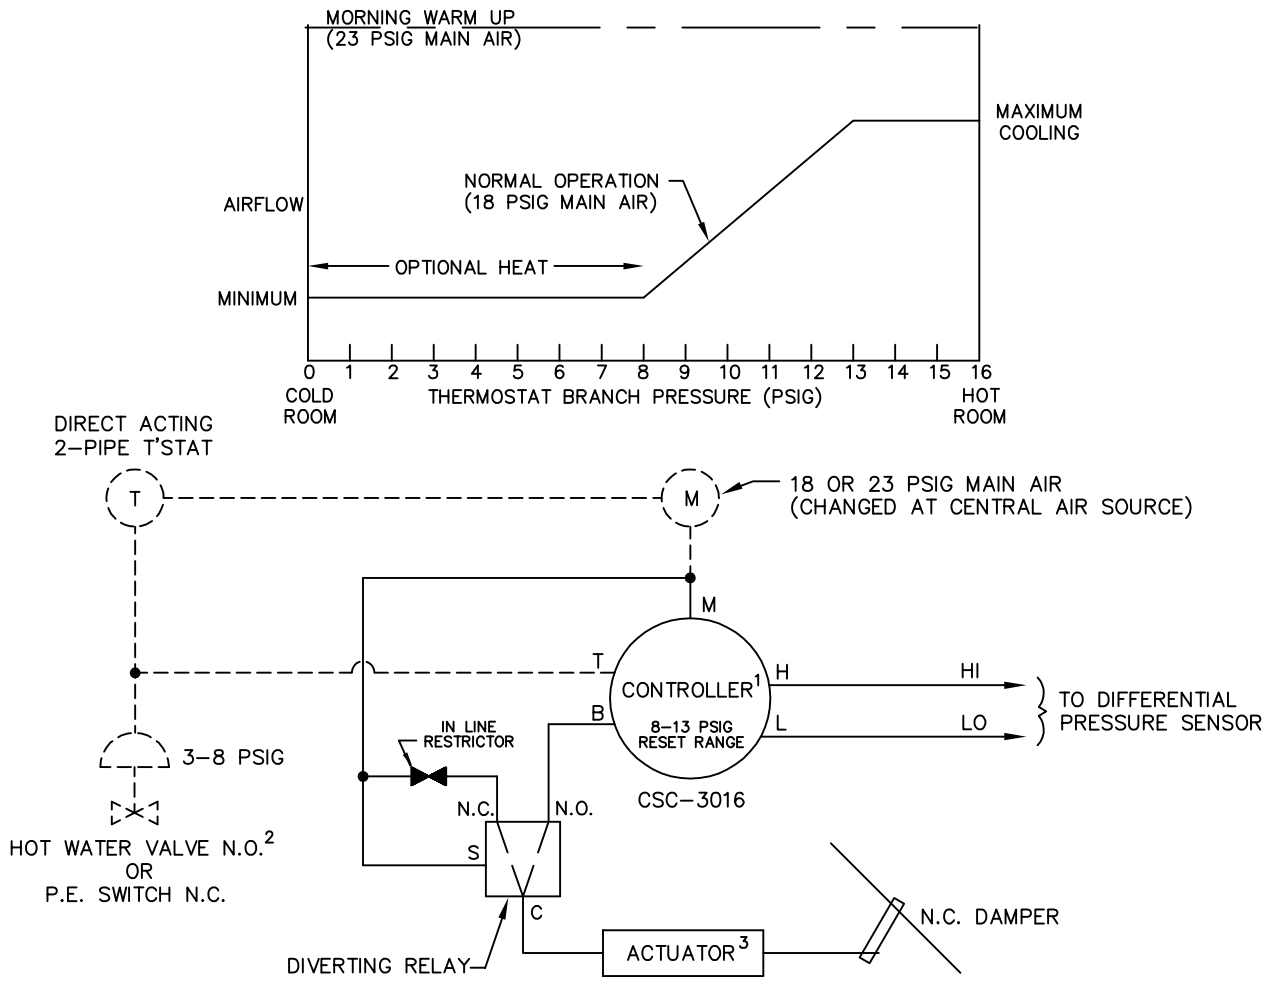 MORNING WARM UP
(23 PSIG MAIN AIR)
MAXIMUM
COOLING
NORMAL OPERATION
(18 PSIG MAIN AIR)
AIRFLOW
OPTIONAL HEAT
MINIMUM
0 1 2 3 4 5 6 7 8 9 10 11 12 13 14 15 16
COLD
ROOM
THERMOSTAT BRANCH PRESSURE (PSIG)
HOT
ROOM
DIRECT ACTING
2-PIPE T'STAT
T
M
18 OR 23 PSIG MAIN AIR
(CHANGED AT CENTRAL AIR SOURCE)
M
T
H
HI
CONTROLLER¹
TO DIFFERENTIAL
PRESSURE SENSOR
B
8-13 PSIG
RESET RANGE
L
LO
IN LINE
RESTRICTOR
3-8 PSIG
CSC-3016
N.C.
N.O.
HOT WATER VALVE N.O.²
OR
P.E. SWITCH N.C.
S
C
N.C. DAMPER
ACTUATOR³
DIVERTING RELAY